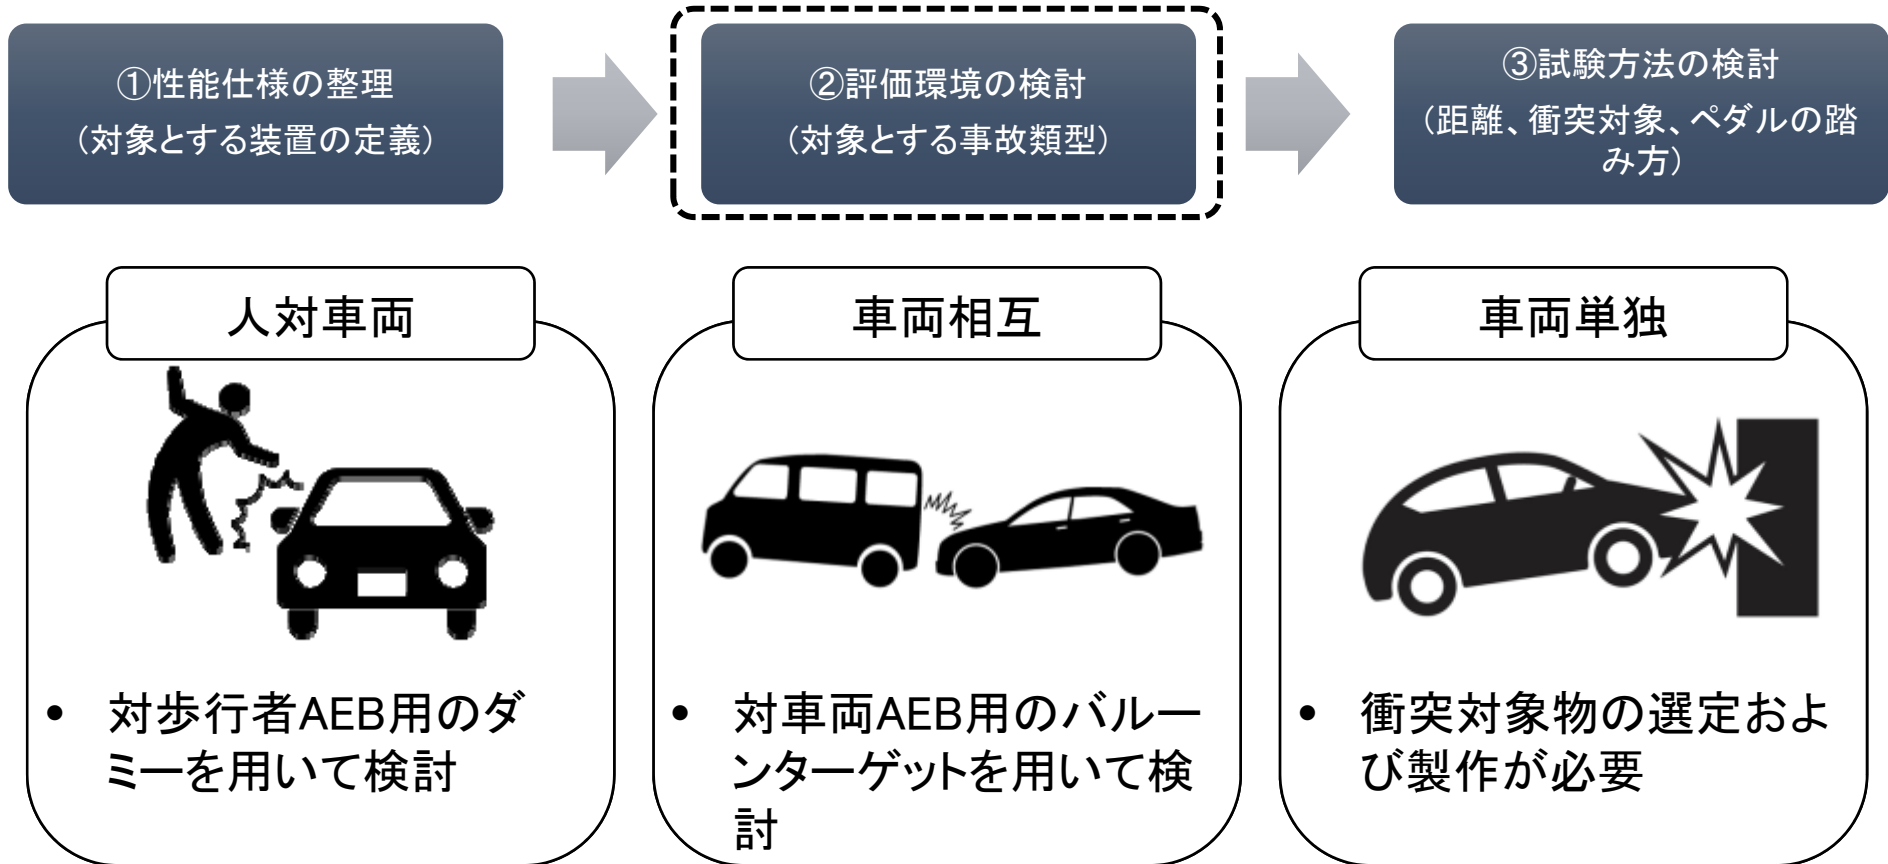 ①性能仕様の整理
（対象とする装置の定義）
②評価環境の検討
（対象とする事故類型）
③試験方法の検討
（距離、衝突対象、ペダルの踏
み方）
人対車両
• 対歩行者AEB用のダ
ミーを用いて検討
車両相互
• 対車両AEB用のバルー
ンターゲットを用いて検
討
車両単独
• 衝突対象物の選定およ
び製作が必要